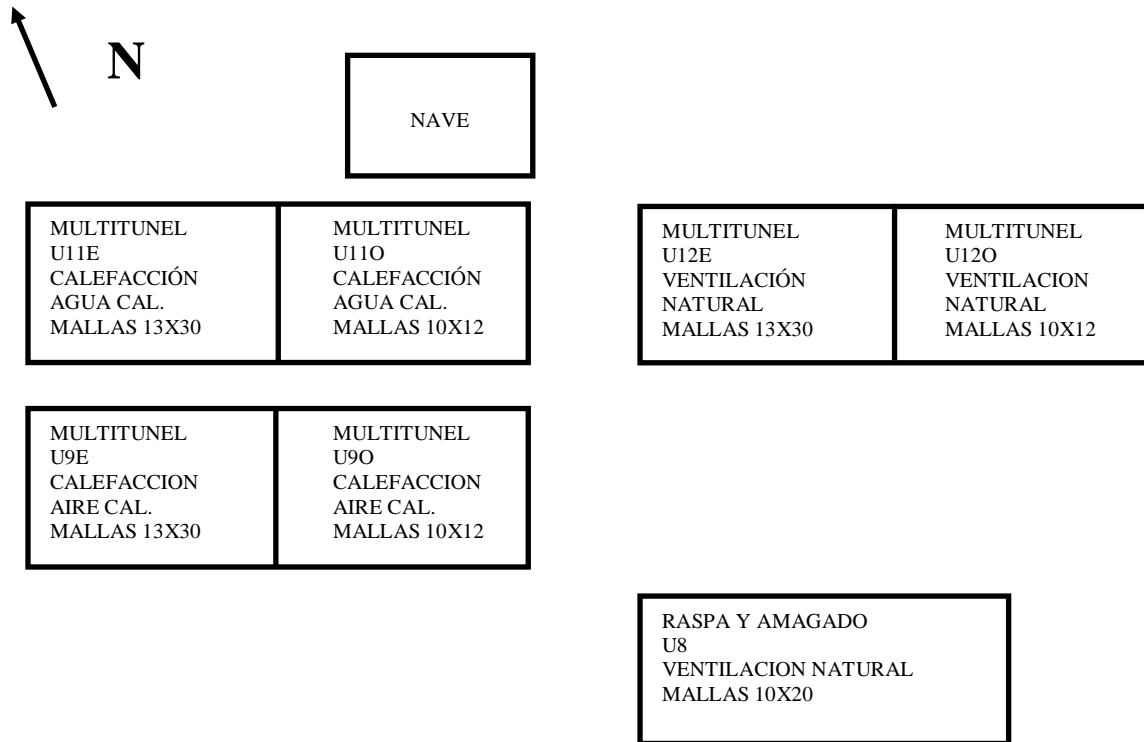 N
NAVE
MULTITUNEL
U11E
CALEFACCIÓN
AGUA CAL.
MALLAS 13X30
MULTITUNEL
U11O
CALEFACCIÓN
AGUA CAL.
MALLAS 10X12
MULTITUNEL
U12E
VENTILACIÓN
NATURAL
MALLAS 13X30
MULTITUNEL
U12O
VENTILACION
NATURAL
MALLAS 10X12
MULTITUNEL
U9E
CALEFACCION
AIRE CAL.
MALLAS 13X30
MULTITUNEL
U9O
CALEFACCION
AIRE CAL.
MALLAS 10X12
RASPA Y AMAGADO
U8
VENTILACION NATURAL
MALLAS 10X20